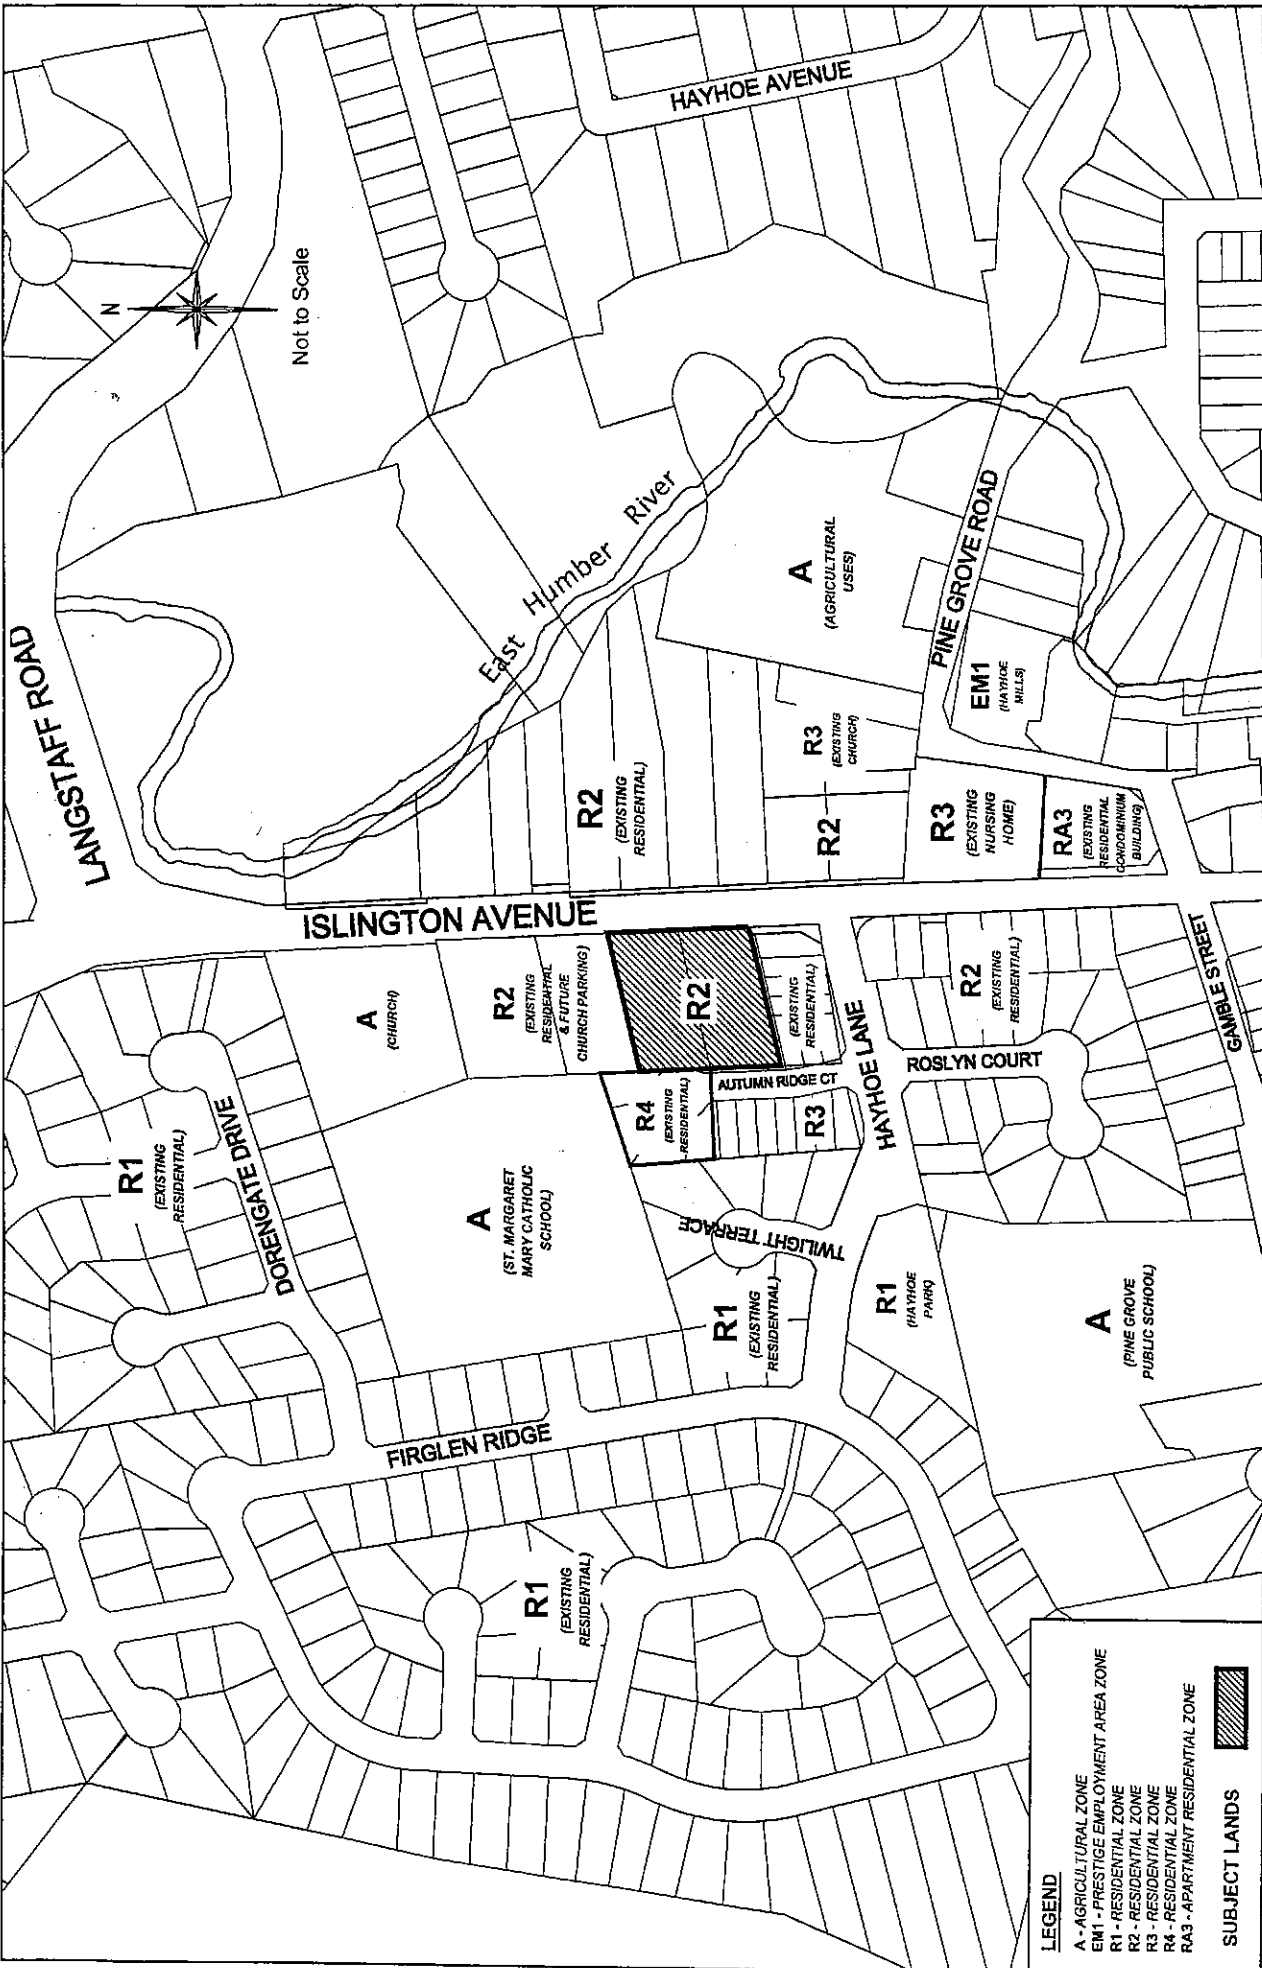 LANGSTAFF ROAD
N
Not to Scale
HAYHOE AVENUE
East Humber River
ISLINGTON AVENUE
PINE GROVE ROAD
A
(AGRICULTURAL
USES)
EM1
(HAYHOE
MILLS)
R3
(EXISTING
CHURCH)
R2
(EXISTING
RESIDENTIAL)
R2
R3
(EXISTING
NURSING
HOME)
RA3
(EXISTING
RESIDENTIAL
CONDOMINIUM
BUILDING)
A
(CHURCH)
R2
(EXISTING
RESIDENTIAL
& FUTURE
CHURCH PARKING)
R2
(EXISTING
RESIDENTIAL)
R2
(EXISTING
RESIDENTIAL)
GAMBLE STREET
HAYHOE LANE
ROSLYN COURT
AUTUMN RIDGE CT
R4
(EXISTING
RESIDENTIAL)
R3
R1
(EXISTING
RESIDENTIAL)
DORENGATE DRIVE
A
(ST. MARGARET
MARY CATHOLIC
SCHOOL)
TWILIGHT TERRACE
R1
(EXISTING
RESIDENTIAL)
R1
(HAYHOE
PARK)
A
(PINE GROVE
PUBLIC SCHOOL)
FIRGLEN RIDGE
R1
(EXISTING
RESIDENTIAL)
LEGEND
A - AGRICULTURAL ZONE
EM1 - PRESTIGE EMPLOYMENT AREA ZONE
R1 - RESIDENTIAL ZONE
R2 - RESIDENTIAL ZONE
R3 - RESIDENTIAL ZONE
R4 - RESIDENTIAL ZONE
RA3 - APARTMENT RESIDENTIAL ZONE
SUBJECT LANDS